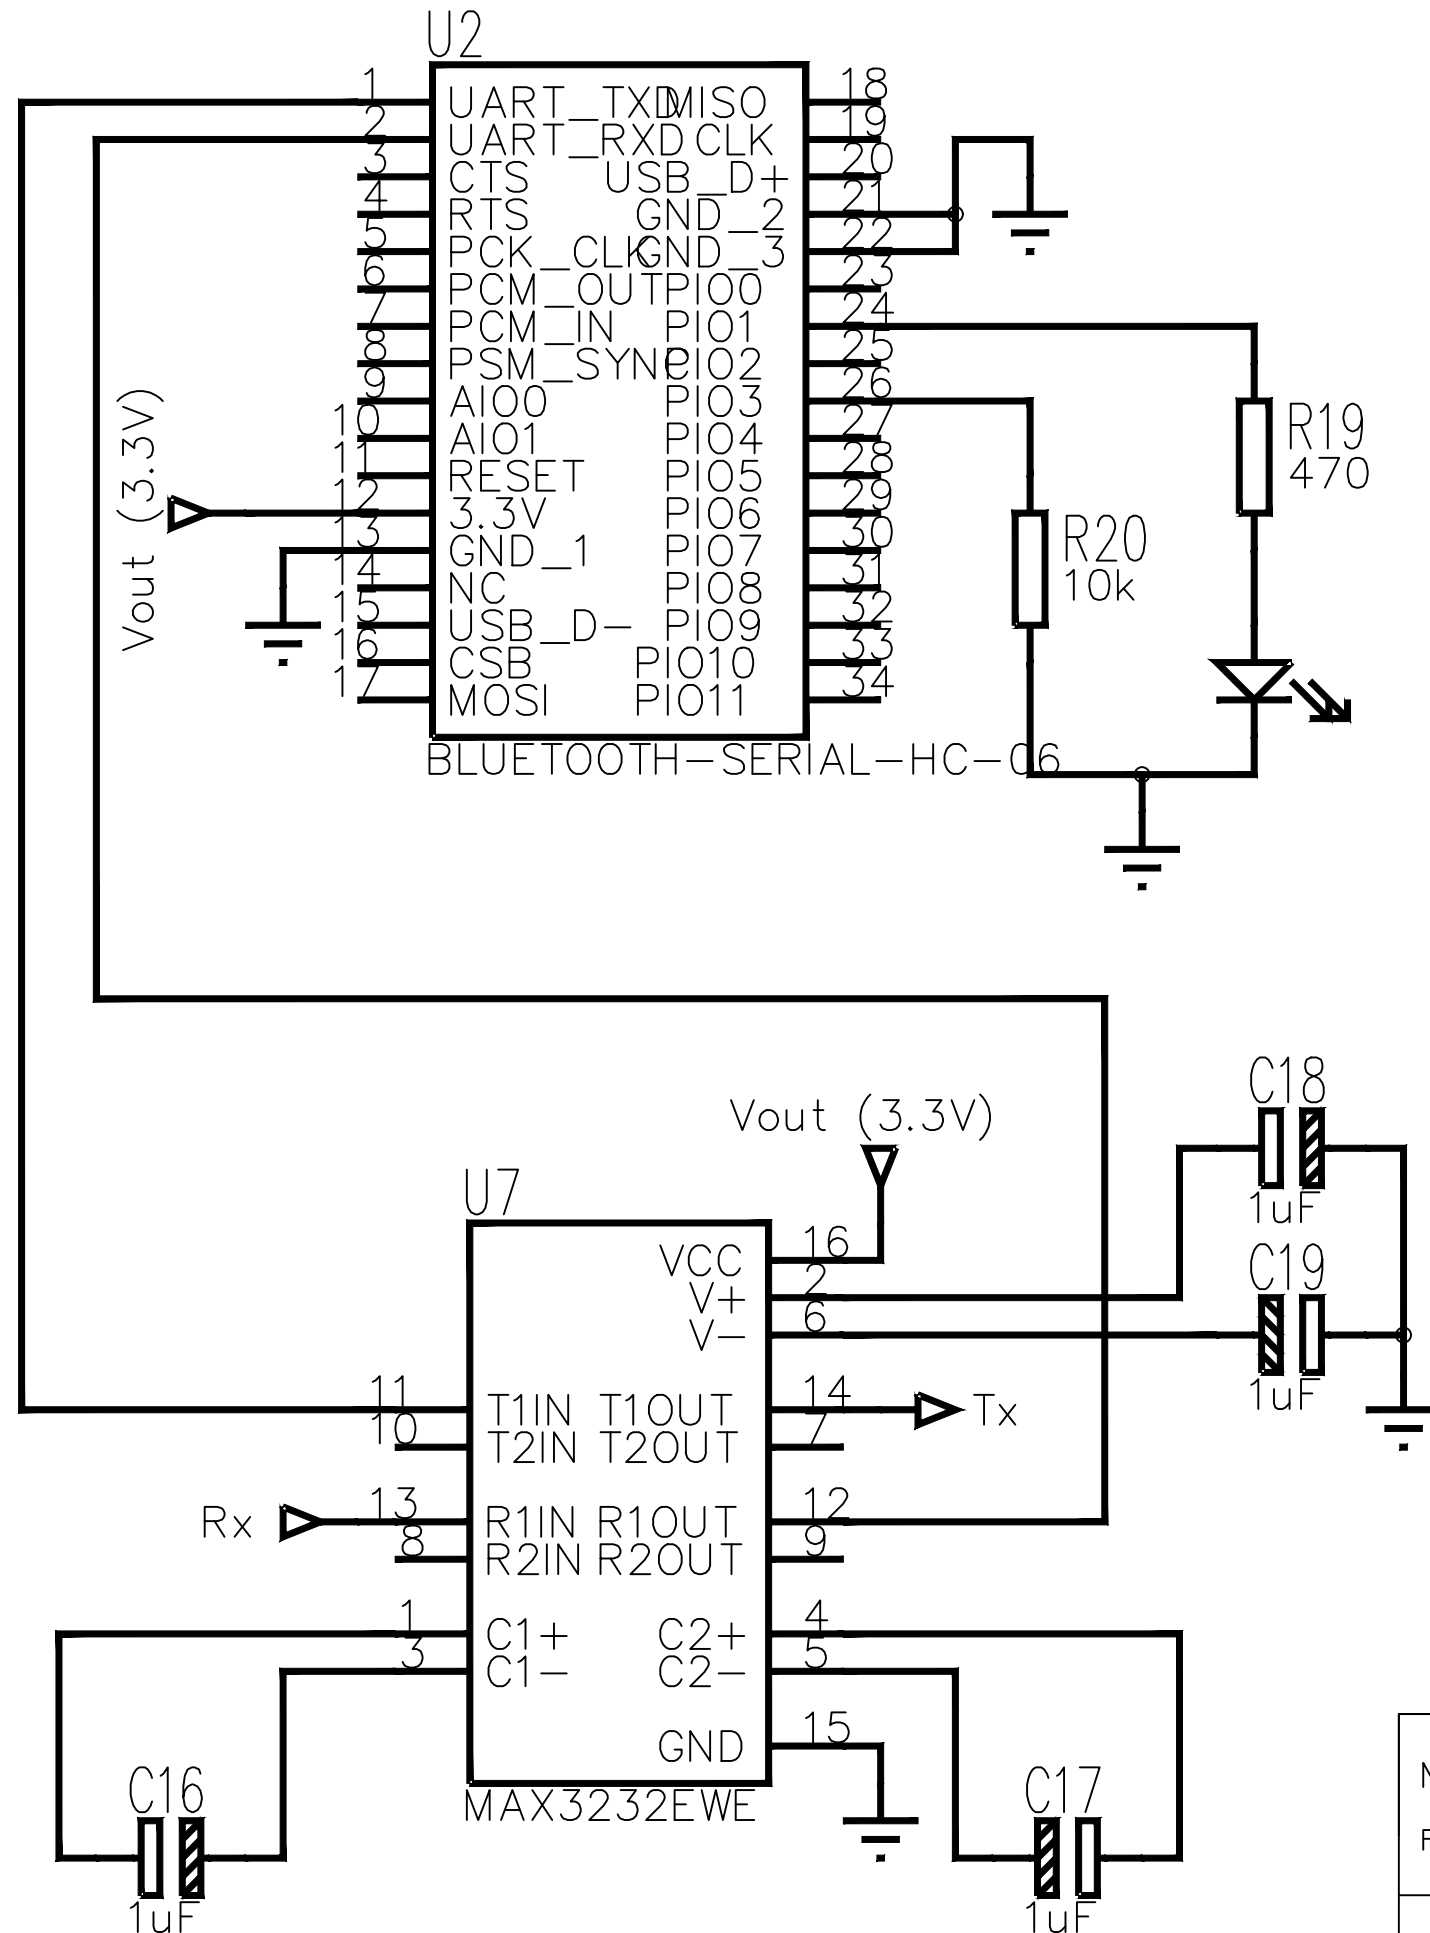 U2
1 UART_TXD MISO 18
2 UART_RXD CLK 19
3 CTS USB_D+ 20
4 RTS GND_2 21
5 PCK_CLK GND_3 22
6 PCM_OUT PIO0 23
7 PCM_IN PIO1 24
8 PSM_SYNC PIO2 25
9 AIO0 PIO3 26
10 AIO1 PIO4 27
11 RESET PIO5 28
12 3.3V PIO6 29
13 GND_1 PIO7 30
14 NC PIO8 31
15 USB_D- PIO9 32
16 CSB PIO10 33
17 MOSI PIO11 34
BLUETOOTH-SERIAL-HC-06
Vout (3.3V)
R19
470
R20
10k
Vout (3.3V)
C18
1uF
C19
1uF
U7
VCC 16
V+ 2
V- 6
11 T1IN T1OUT 14 Tx
10 T2IN T2OUT 7
Rx 13 R1IN R1OUT 12
8 R2IN R2OUT 9
1 C1+ C2+ 4
3 C1- C2- 5
GND 15
MAX3232EWE
C16
1uF
C17
1uF